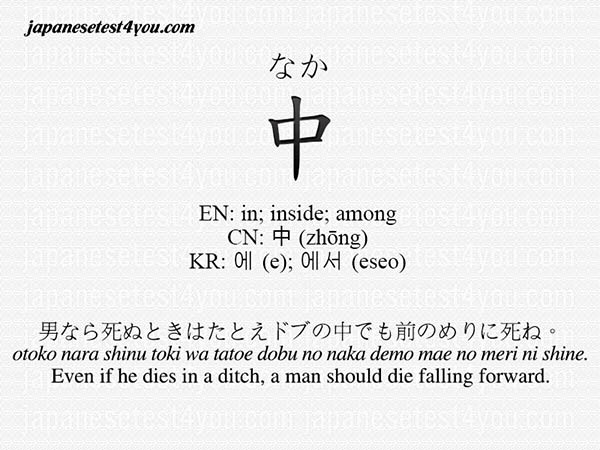 japanesetest4you.com
なか
中
EN: in; inside; among
CN: 中 (zhōng)
KR: 에 (e); 에서 (eseo)
男なら死ぬときはたとえドブの中でも前のめりに死ね。
otoko nara shinu toki wa tatoe dobu no naka demo mae no meri ni shine.
Even if he dies in a ditch, a man should die falling forward.